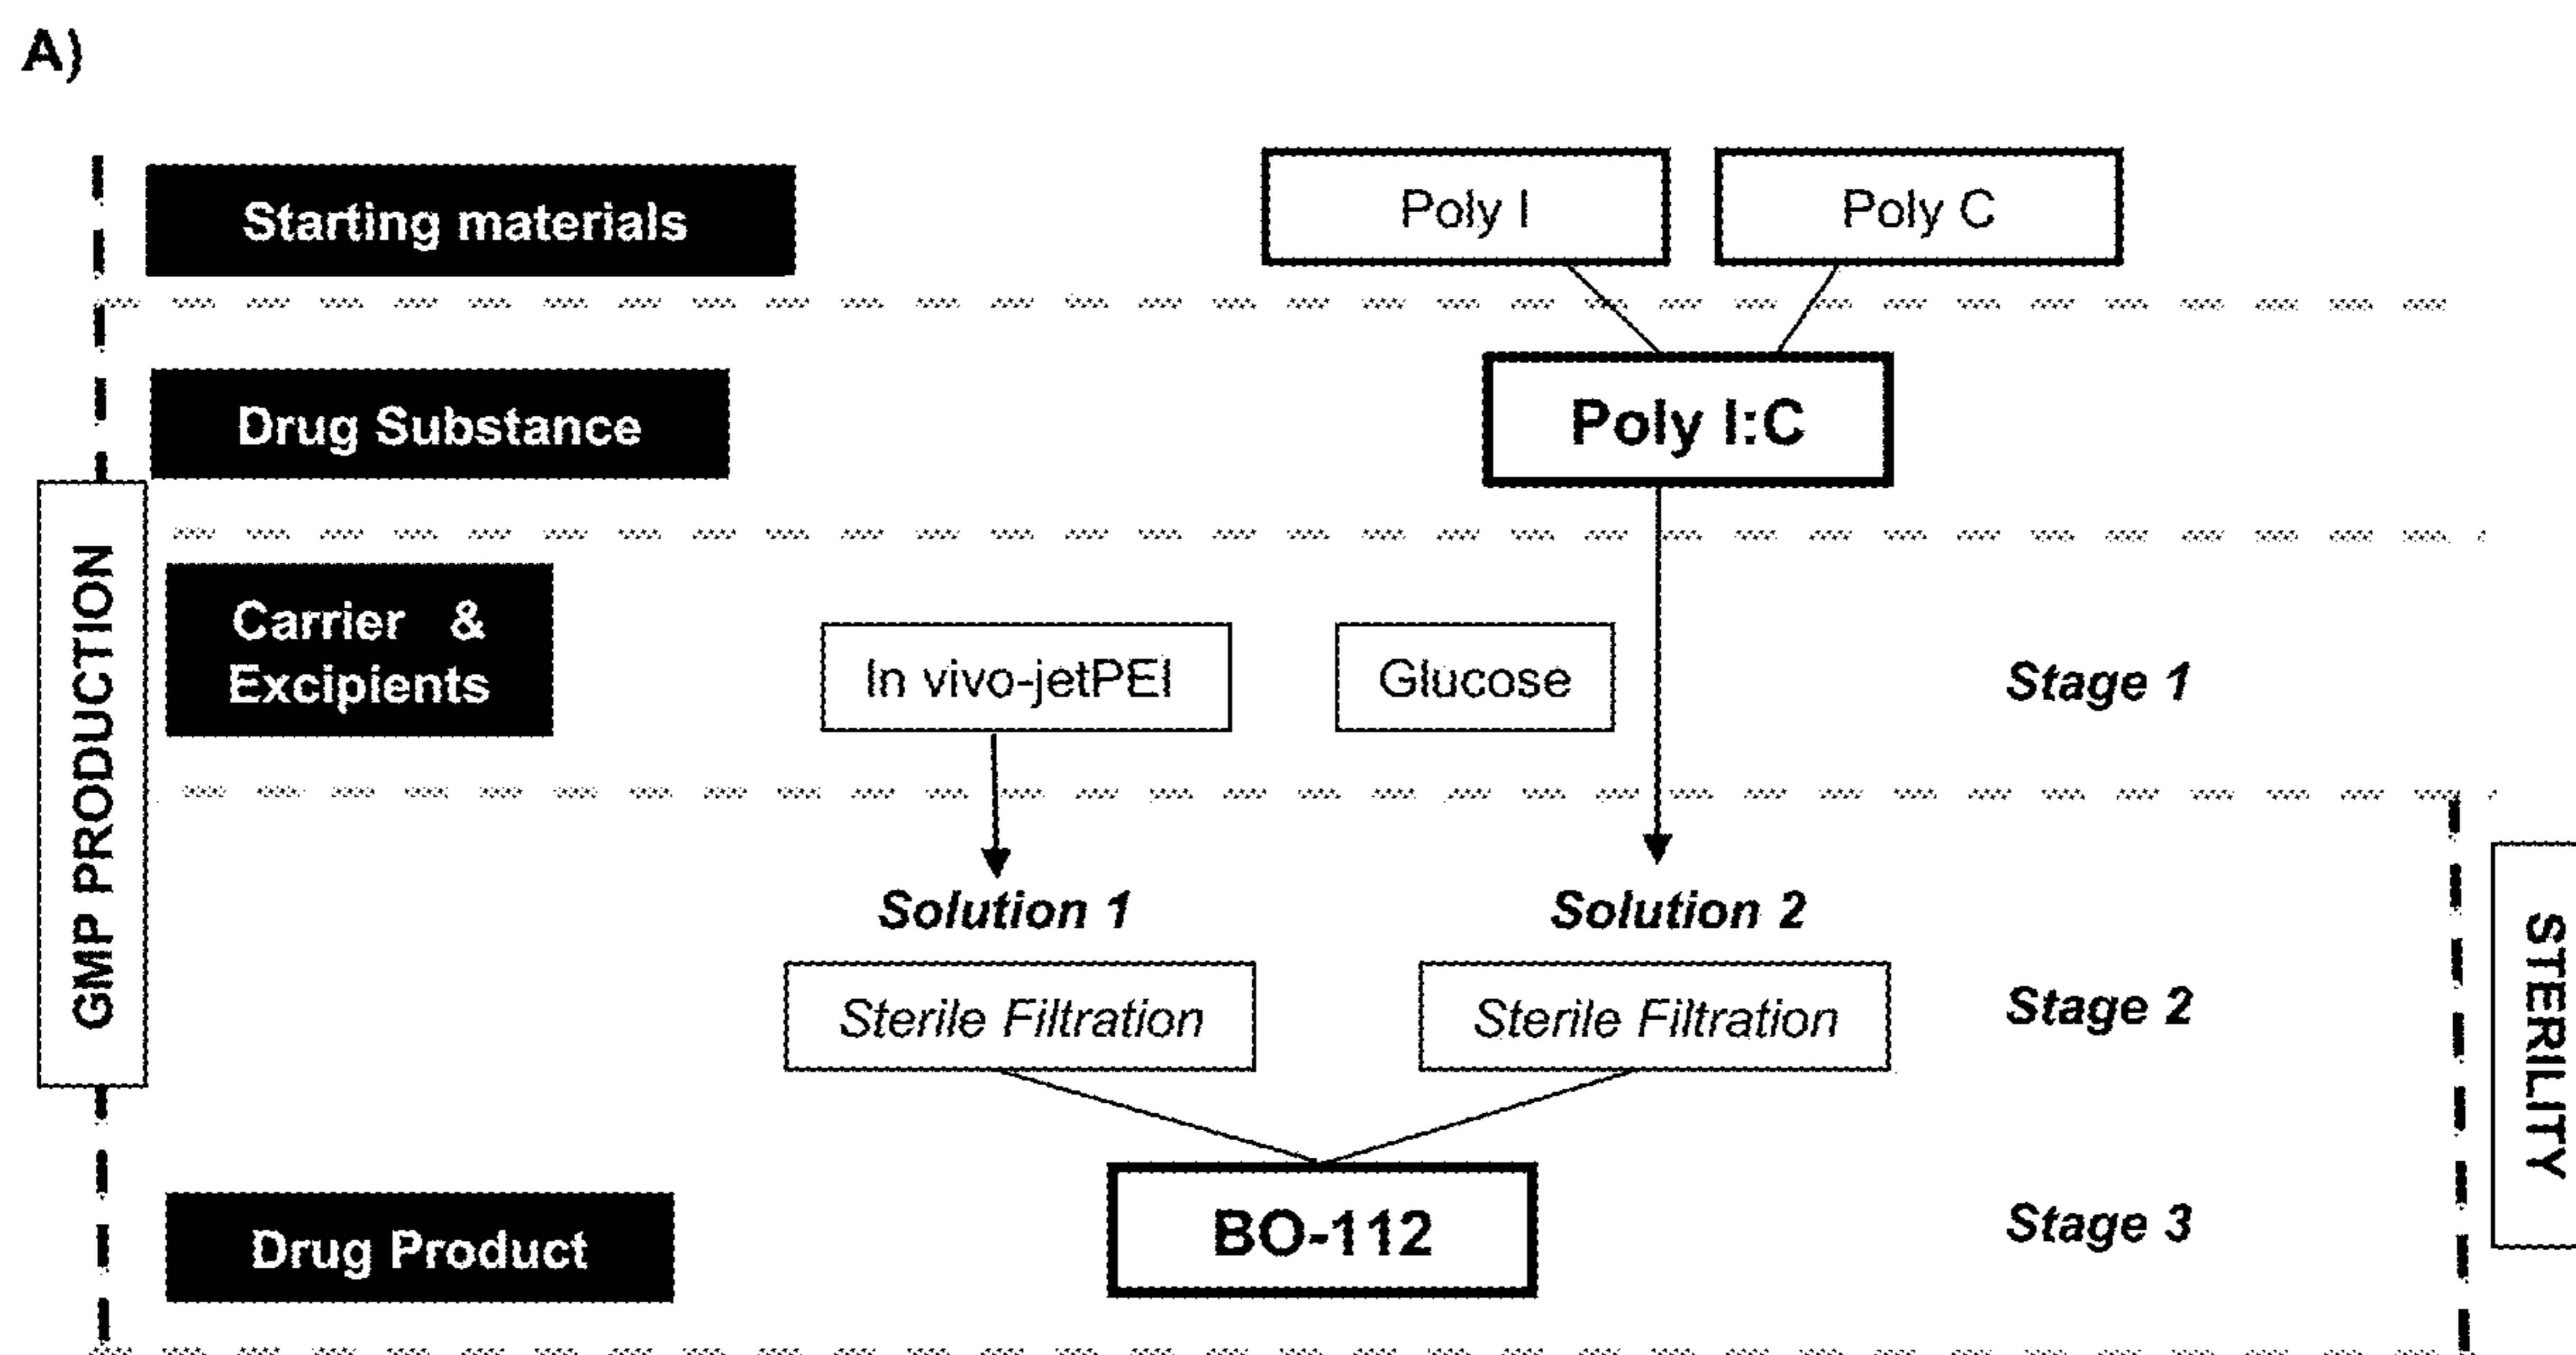 A)
Starting materials
Poly I
Poly C
Drug Substance
Poly I:C
GMP PRODUCTION
Carrier &
Excipients
In vivo-jetPEI
Glucose
Stage 1
Solution 1
Solution 2
Sterile Filtration
Sterile Filtration
Stage 2
STERILITY
Drug Product
BO-112
Stage 3